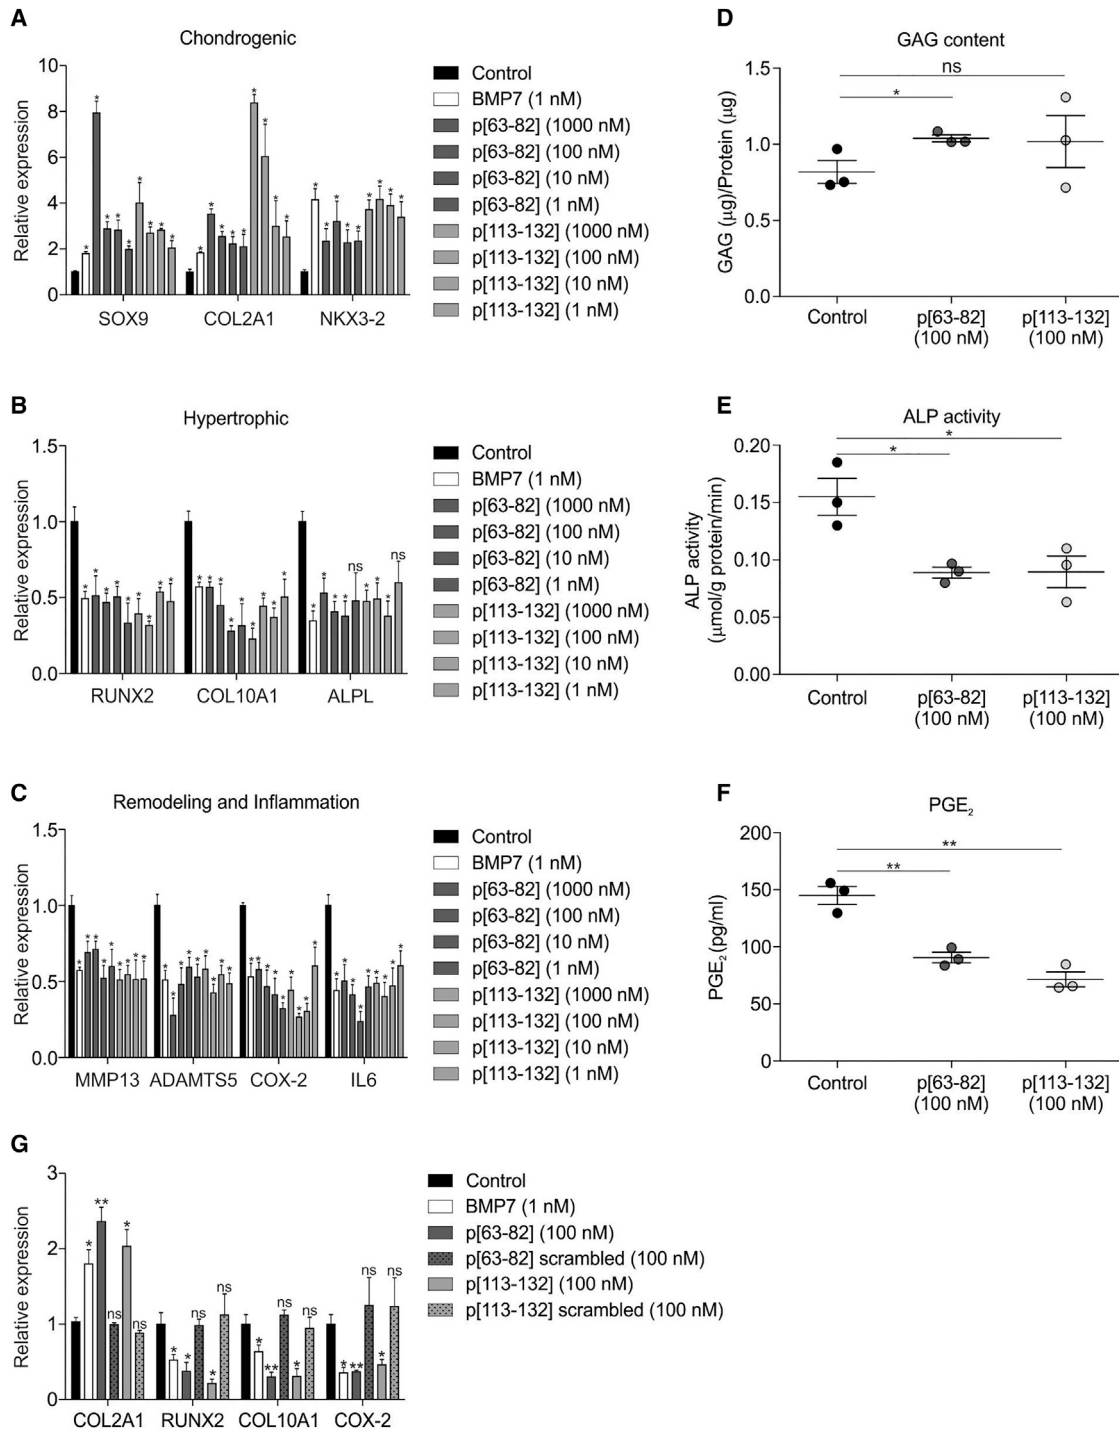 A
Chondrogenic
Relative expression
10
8
6
4
2
0
* * * * * * * * *
* * * * * * * * *
* * * * * * * * *
SOX9 COL2A1 NKX3-2
Control
BMP7 (1 nM)
p[63-82] (1000 nM)
p[63-82] (100 nM)
p[63-82] (10 nM)
p[63-82] (1 nM)
p[113-132] (1000 nM)
p[113-132] (100 nM)
p[113-132] (10 nM)
p[113-132] (1 nM)
D
GAG content
GAG (µg)/Protein (µg)
1.5
1.0
0.5
0.0
ns
*
Control p[63-82] p[113-132]
(100 nM) (100 nM)
B
Hypertrophic
Relative expression
1.5
1.0
0.5
0.0
* * * * * * * * *
* * * * * * * * *
* * * * ns * * * ns
RUNX2 COL10A1 ALPL
Control
BMP7 (1 nM)
p[63-82] (1000 nM)
p[63-82] (100 nM)
p[63-82] (10 nM)
p[63-82] (1 nM)
p[113-132] (1000 nM)
p[113-132] (100 nM)
p[113-132] (10 nM)
p[113-132] (1 nM)
E
ALP activity
ALP activity
(µmol/g protein/min)
0.20
0.15
0.10
0.05
0.00
*
*
Control p[63-82] p[113-132]
(100 nM) (100 nM)
C
Remodeling and Inflammation
Relative expression
1.5
1.0
0.5
0.0
* * * * * * * * *
* * * * * * * * *
* * * * * * * * *
* * * * * * * * *
MMP13 ADAMTS5 COX-2 IL6
Control
BMP7 (1 nM)
p[63-82] (1000 nM)
p[63-82] (100 nM)
p[63-82] (10 nM)
p[63-82] (1 nM)
p[113-132] (1000 nM)
p[113-132] (100 nM)
p[113-132] (10 nM)
p[113-132] (1 nM)
F
PGE₂
PGE₂ (pg/ml)
200
150
100
50
0
**
**
Control p[63-82] p[113-132]
(100 nM) (100 nM)
G
Relative expression
3
2
1
0
* ** ns * ns
* * ns * ns
* ** ns * ns
* ** ns * ns
COL2A1 RUNX2 COL10A1 COX-2
Control
BMP7 (1 nM)
p[63-82] (100 nM)
p[63-82] scrambled (100 nM)
p[113-132] (100 nM)
p[113-132] scrambled (100 nM)